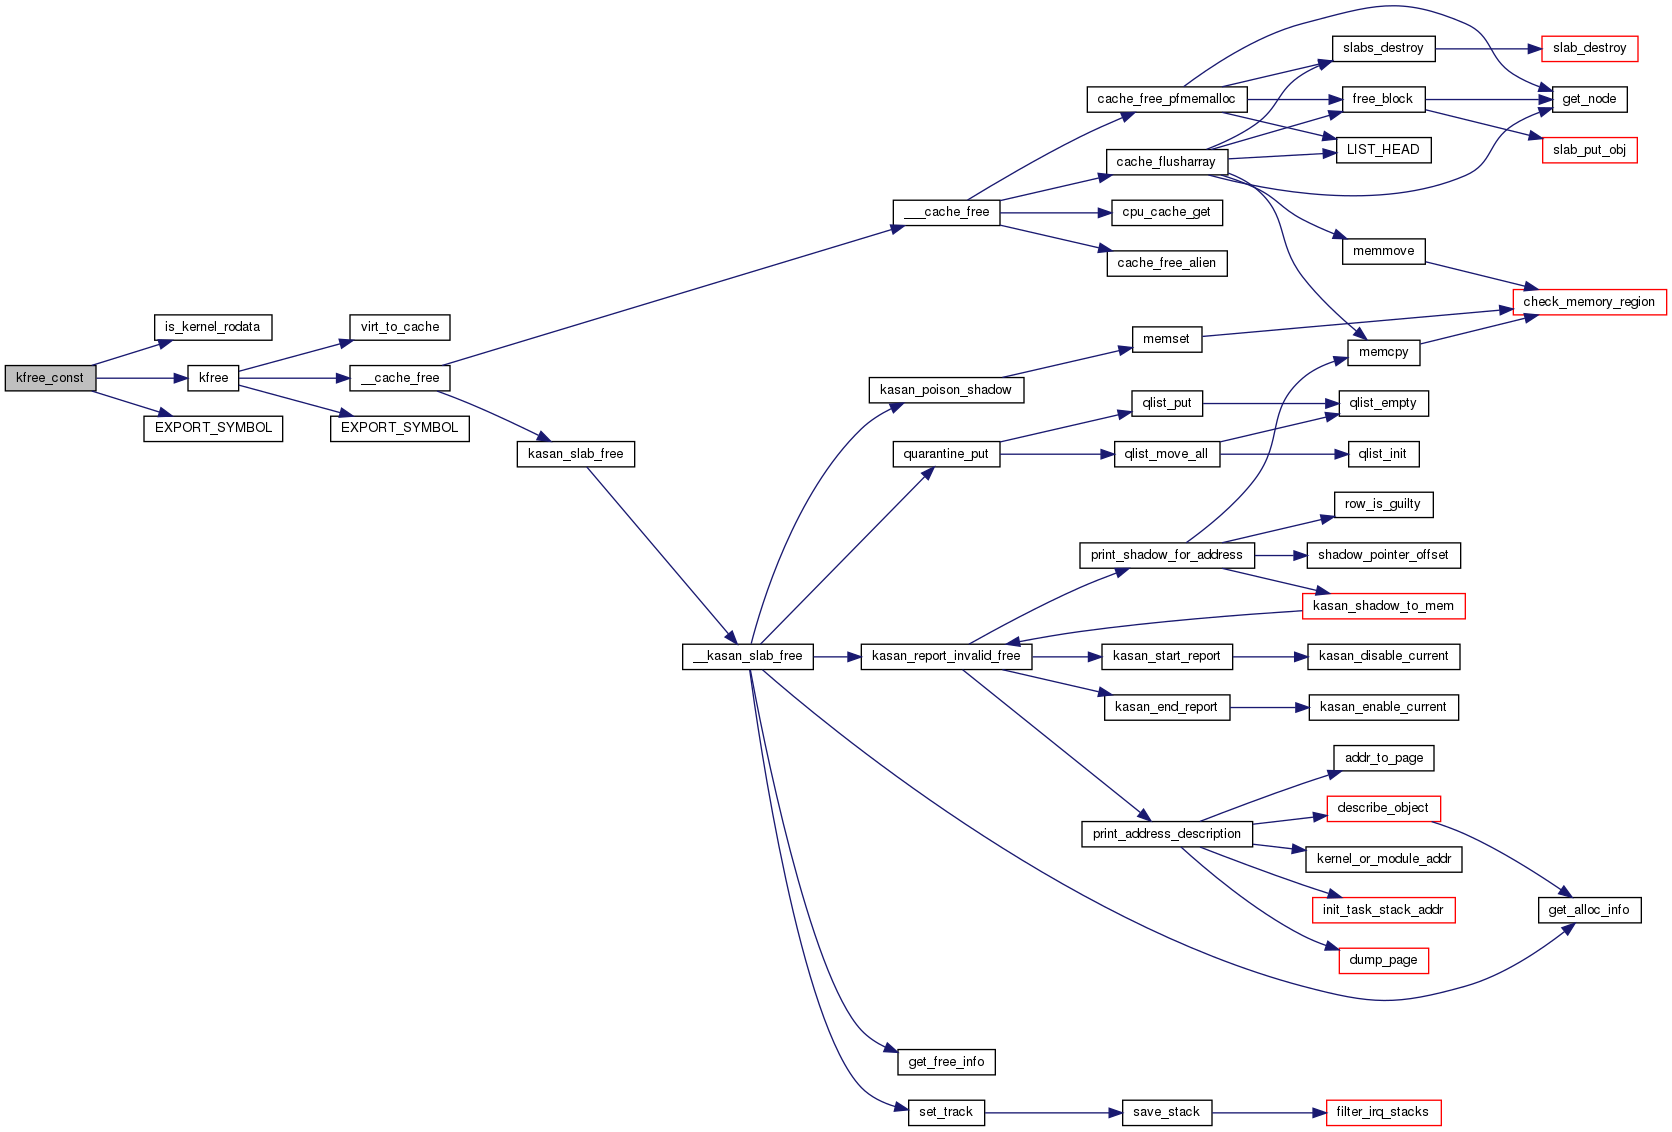 kfree_const
is_kernel_rodata
kfree
EXPORT_SYMBOL
virt_to_cache
__cache_free
EXPORT_SYMBOL
kasan_slab_free
__kasan_slab_free
___cache_free
kasan_poison_shadow
quarantine_put
kasan_report_invalid_free
get_free_info
set_track
cache_free_pfmemalloc
cache_flusharray
cpu_cache_get
cache_free_alien
memset
qlist_put
qlist_move_all
print_shadow_for_address
kasan_start_report
kasan_end_report
print_address_description
save_stack
slabs_destroy
free_block
LIST_HEAD
memmove
memcpy
qlist_empty
qlist_init
row_is_guilty
shadow_pointer_offset
kasan_shadow_to_mem
kasan_disable_current
kasan_enable_current
addr_to_page
describe_object
kernel_or_module_addr
init_task_stack_addr
dump_page
filter_irq_stacks
slab_destroy
get_node
slab_put_obj
check_memory_region
get_alloc_info